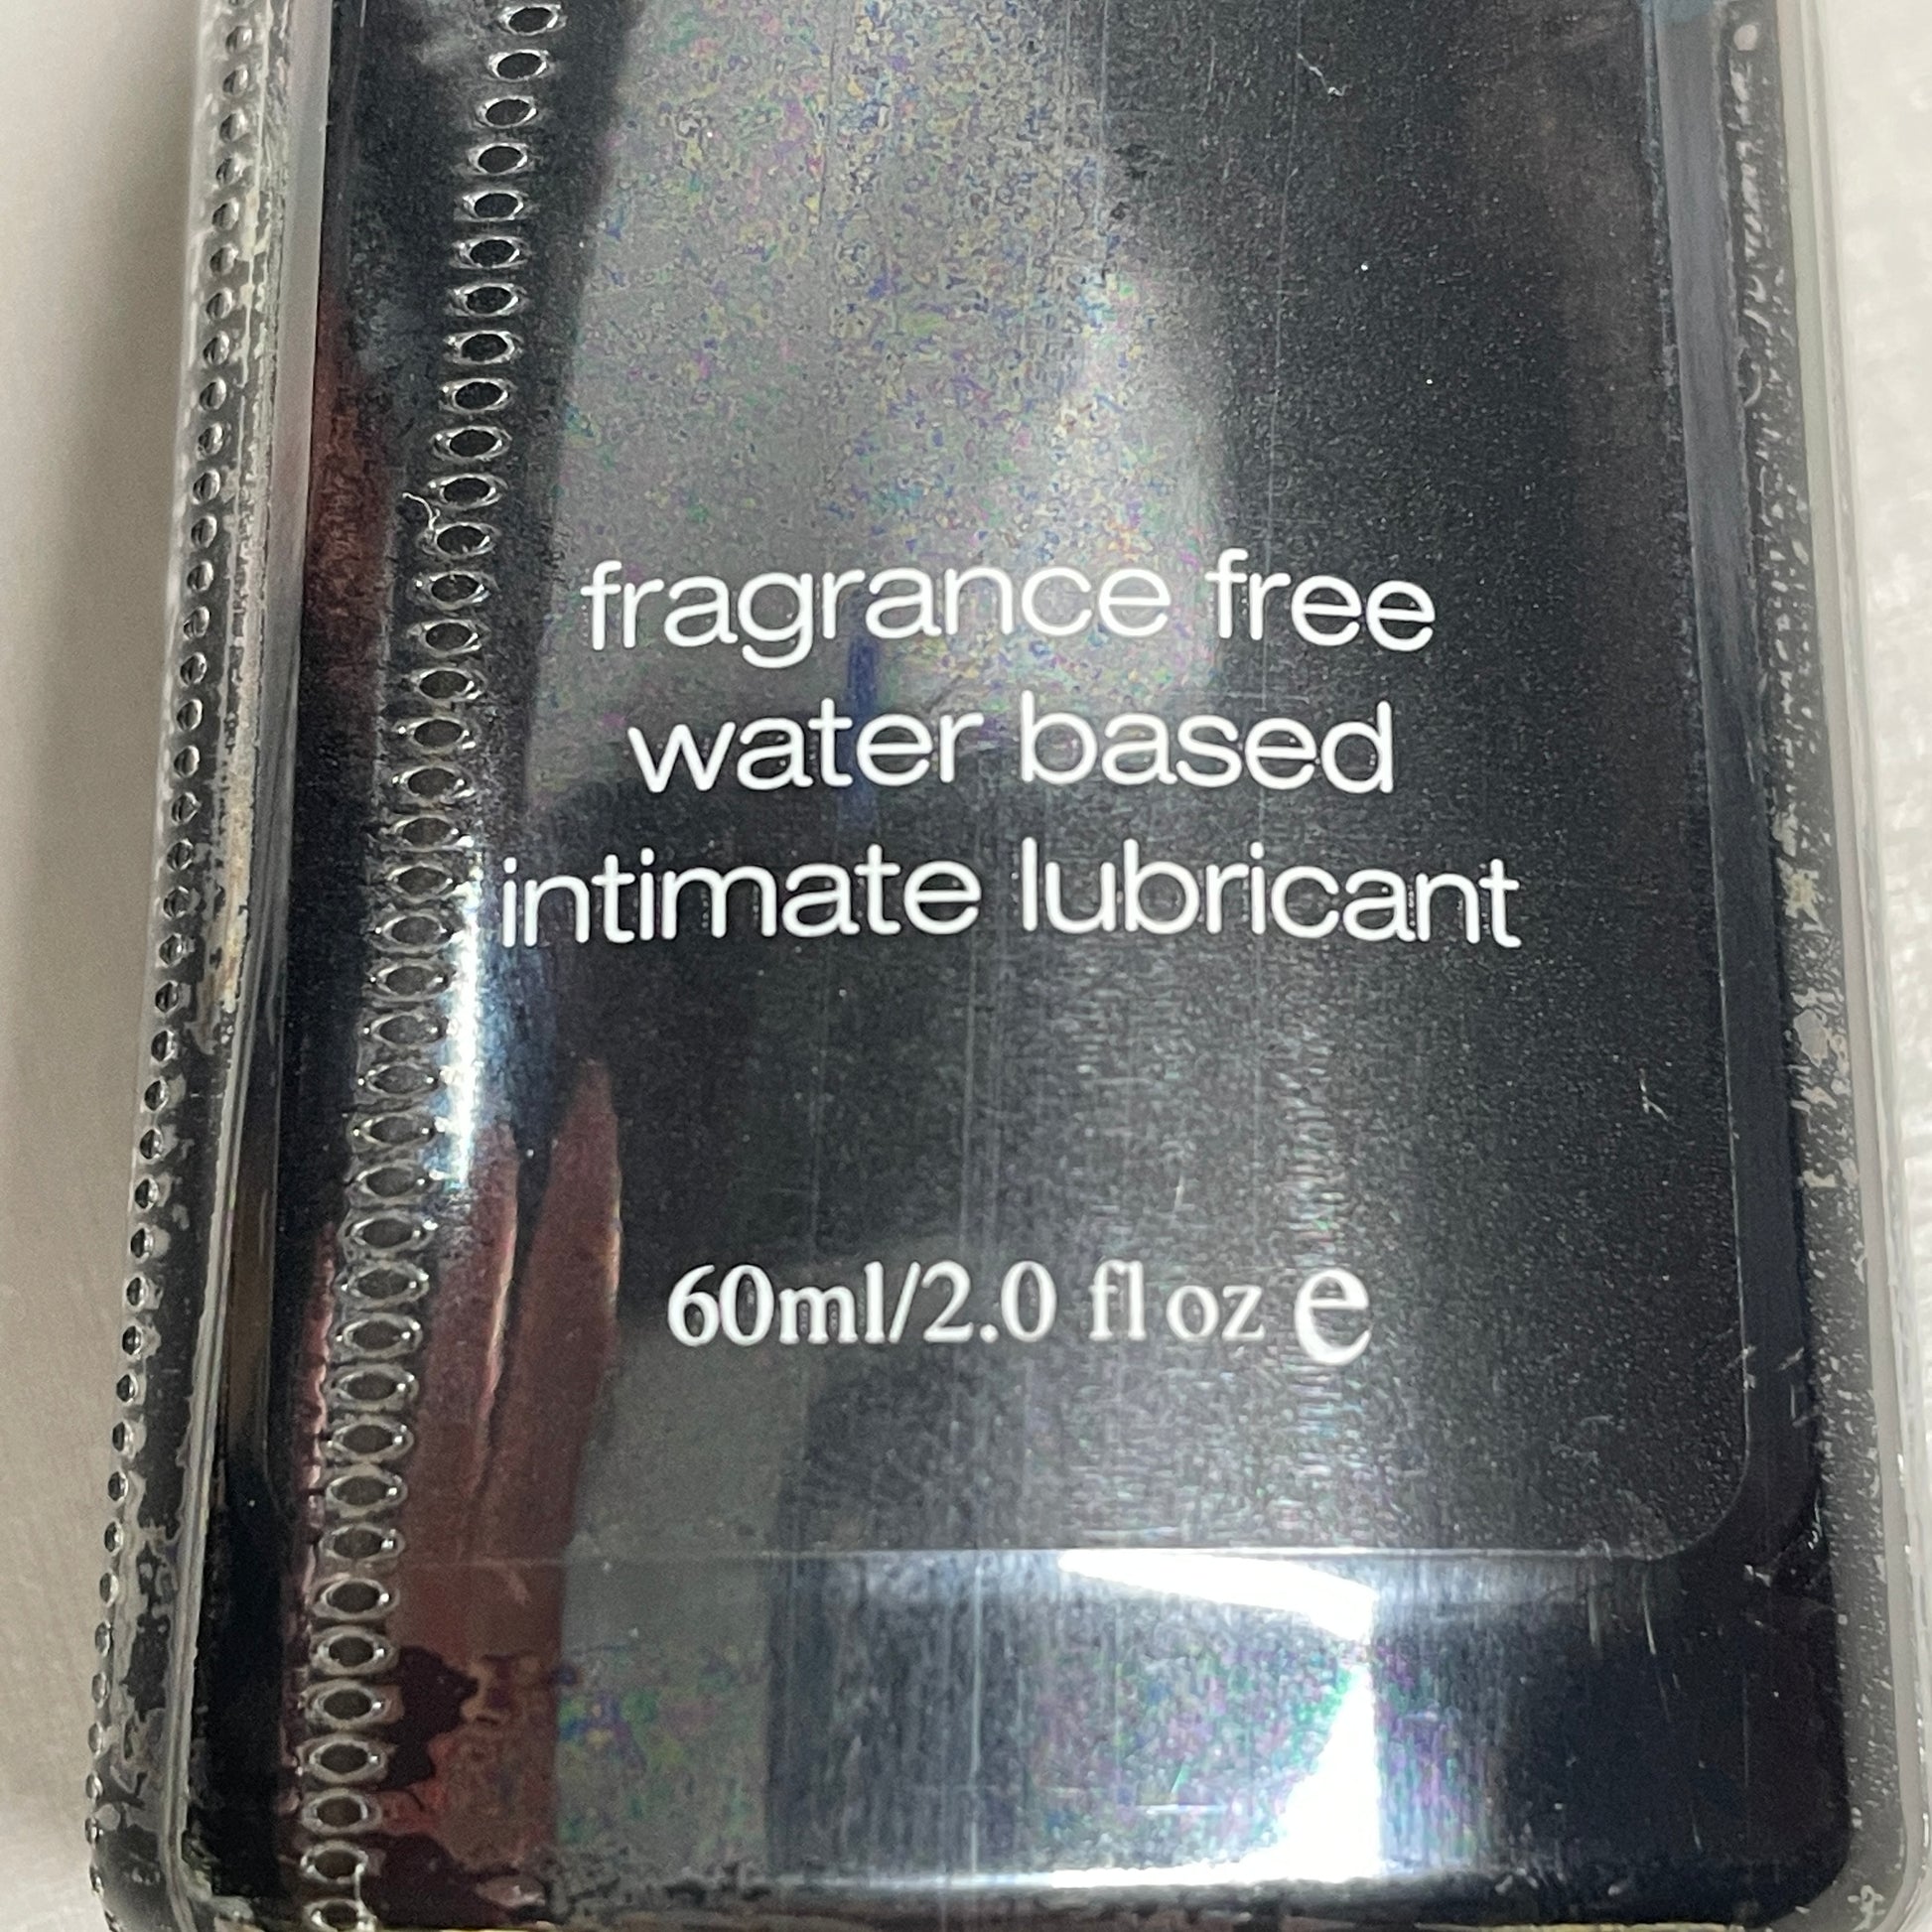 fragrance free
water based
intimate lubricant
60ml/2.0 fl oz e